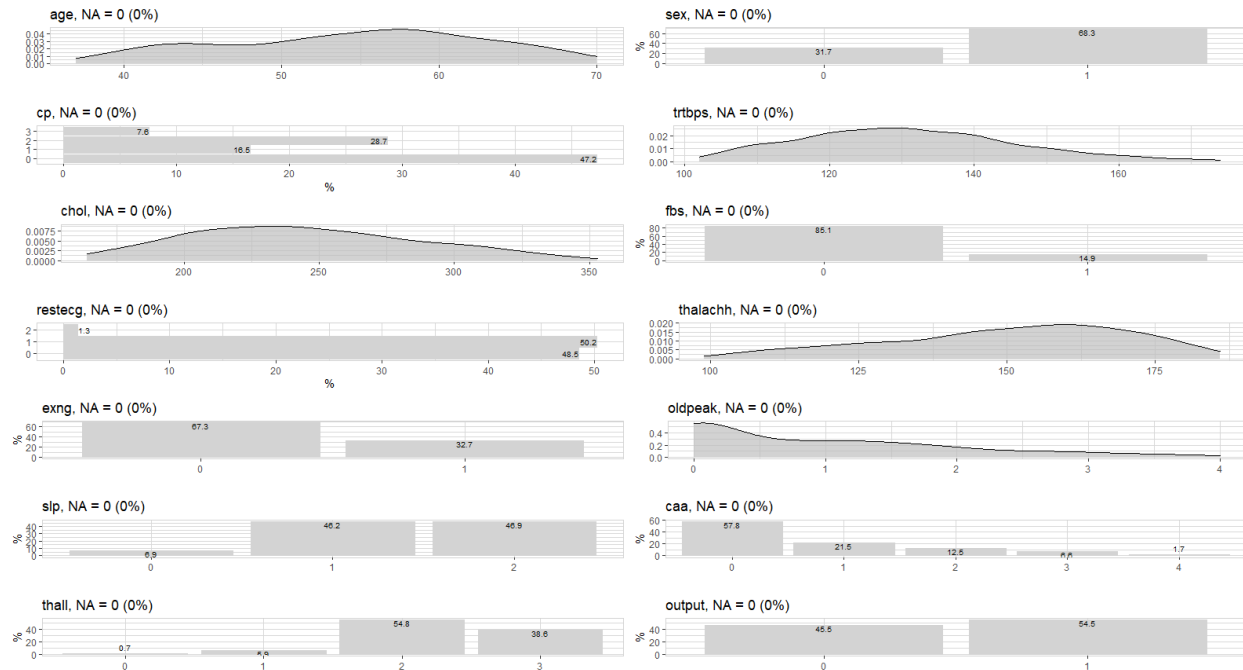 age, NA = 0 (0%)
0.04
0.03
0.02
0.01
0.00
40 50 60 70
sex, NA = 0 (0%)
%
60
40
20
0
31.7 68.3
0 1
cp, NA = 0 (0%)
3 7.6
2 28.7
1 16.5
0 47.2
0 10 20 30 40
%
trtbps, NA = 0 (0%)
0.02
0.01
0.00
100 120 140 160
chol, NA = 0 (0%)
0.0075
0.0050
0.0025
0.0000
200 250 300 350
fbs, NA = 0 (0%)
%
80
60
40
20
0
85.1 14.9
0 1
restecg, NA = 0 (0%)
2 1.3
1 50.2
0 48.5
0 10 20 30 40 50
%
thalachh, NA = 0 (0%)
0.020
0.015
0.010
0.005
0.000
100 125 150 175
exng, NA = 0 (0%)
%
60
40
20
0
67.3 32.7
0 1
oldpeak, NA = 0 (0%)
0.4
0.2
0.0
0 1 2 3 4
slp, NA = 0 (0%)
%
40
30
20
10
0
6.9 46.2 46.9
0 1 2
caa, NA = 0 (0%)
%
60
40
20
0
57.8 21.5 12.5 6.6 1.7
0 1 2 3 4
thall, NA = 0 (0%)
%
40
20
0
0.7 5.9 54.8 38.6
0 1 2 3
output, NA = 0 (0%)
%
40
20
0
45.5 54.5
0 1